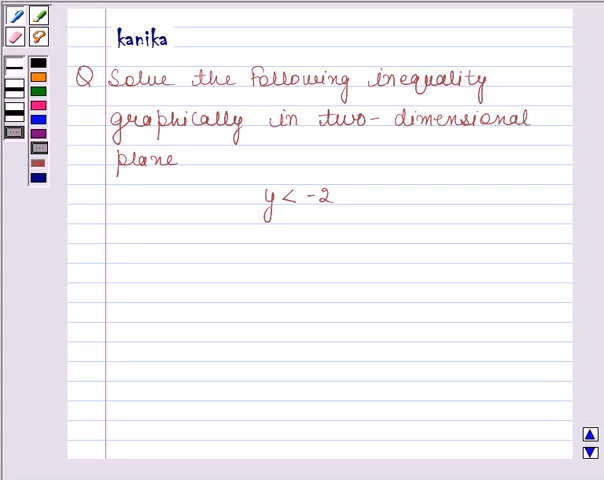 kanika
Q Solve the following inequality
graphically in two-dimensional
plane
y < -2